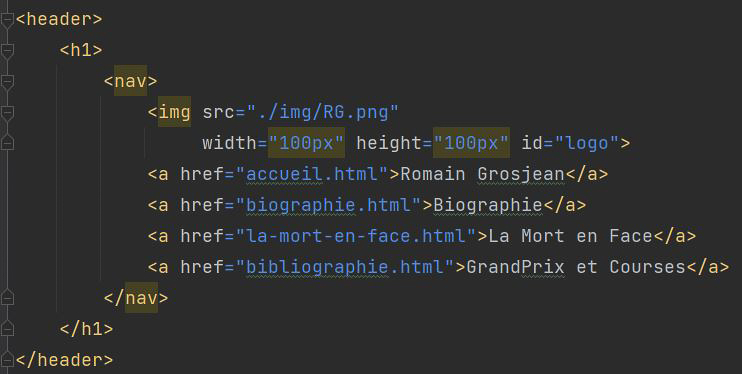 <header>
<h1>
<nav>
<img src="./img/RG.png"
width="100px" height="100px" id="logo">
<a href="accueil.html">Romain Grosjean</a>
<a href="biographie.html">Biographie</a>
<a href="la-mort-en-face.html">La Mort en Face</a>
<a href="bibliographie.html">GrandPrix et Courses</a>
</nav>
</h1>
</header>